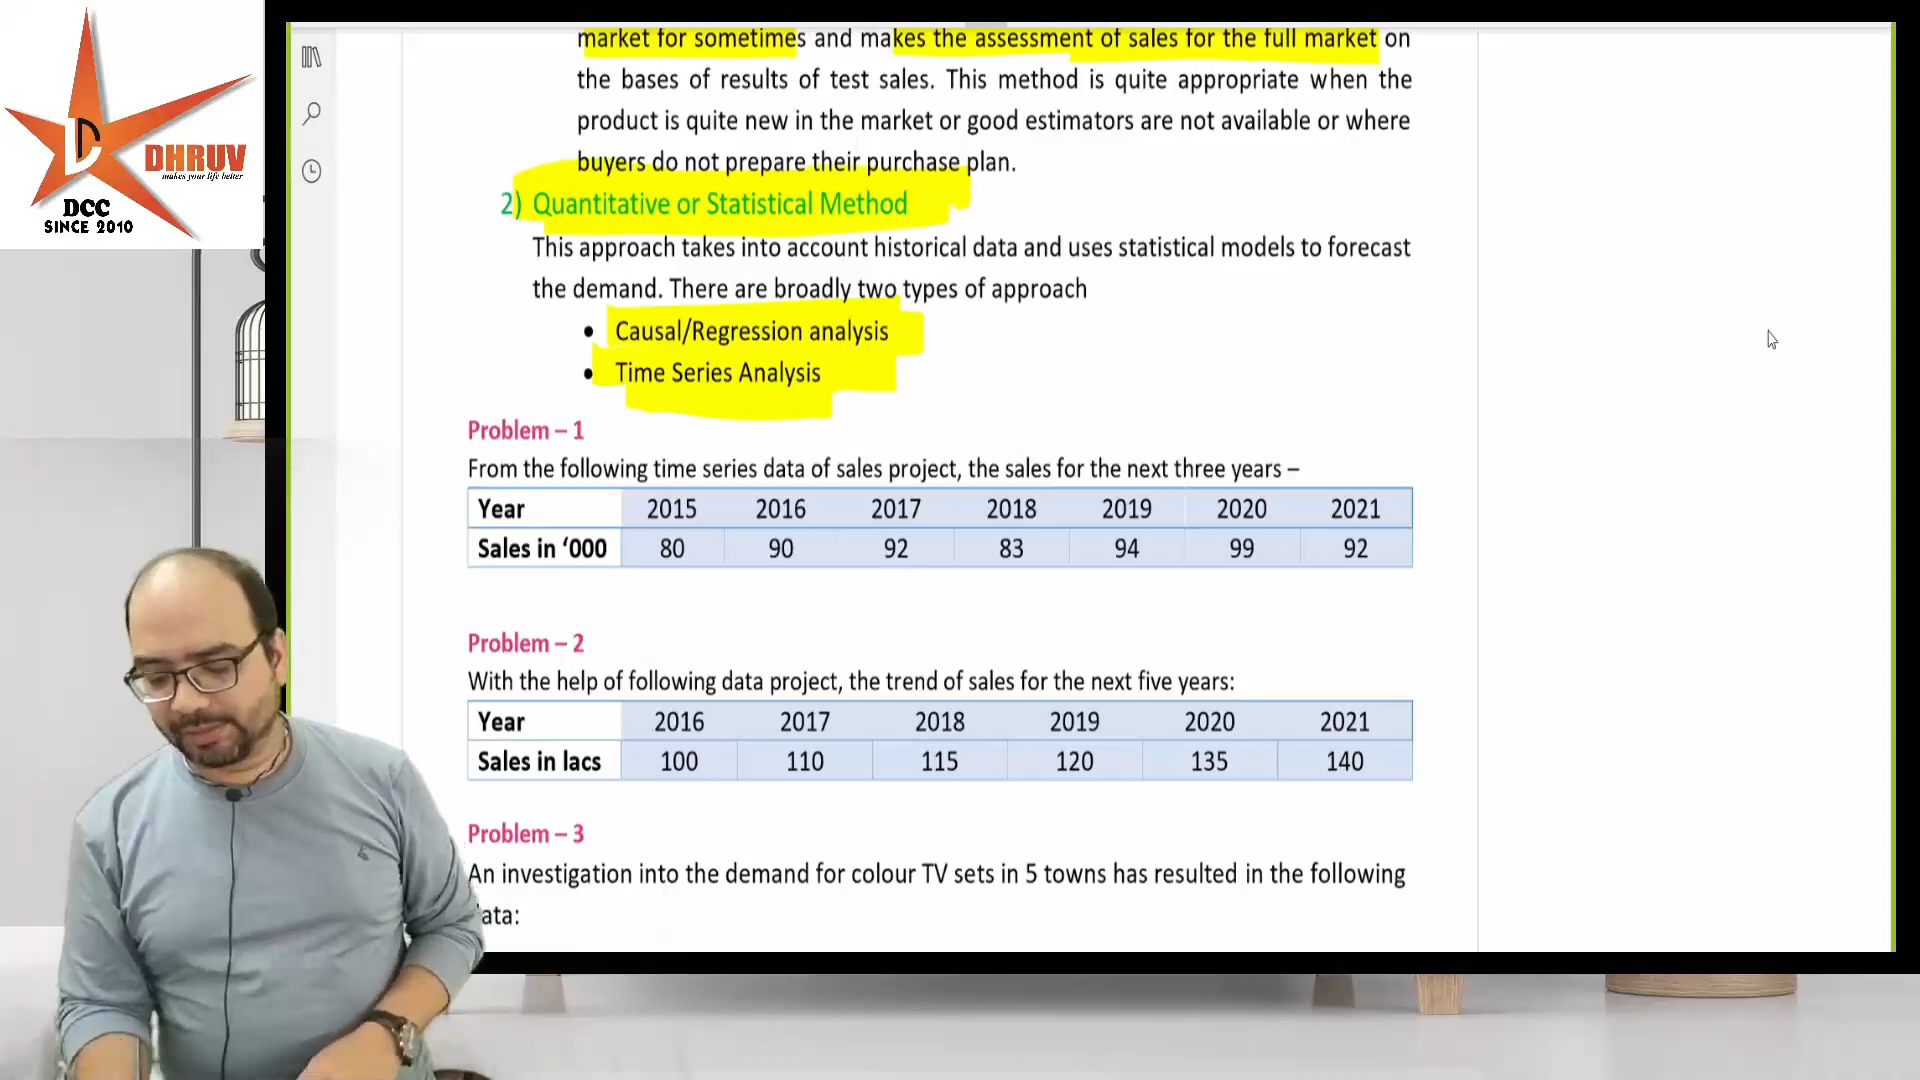 DHRUV
makes your life better
DCC
SINCE 2010
market for sometimes and makes the assessment of sales for the full market on
the bases of results of test sales. This method is quite appropriate when the
product is quite new in the market or good estimators are not available or where
buyers do not prepare their purchase plan.
2) Quantitative or Statistical Method
This approach takes into account historical data and uses statistical models to forecast
the demand. There are broadly two types of approach
• Causal/Regression analysis
• Time Series Analysis
Problem – 1
From the following time series data of sales project, the sales for the next three years –
Year 2015 2016 2017 2018 2019 2020 2021
Sales in ‘000 80 90 92 83 94 99 92
Problem – 2
With the help of following data project, the trend of sales for the next five years:
Year 2016 2017 2018 2019 2020 2021
Sales in lacs 100 110 115 120 135 140
Problem – 3
An investigation into the demand for colour TV sets in 5 towns has resulted in the following
ata: